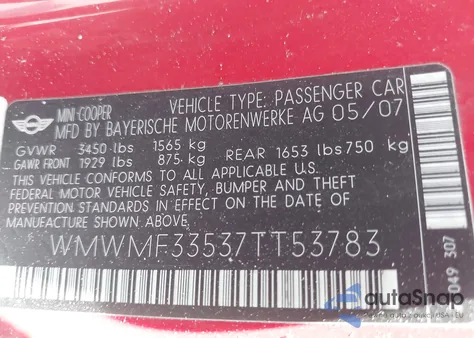 MINI COOPER VEHICLE TYPE: PASSENGER CAR
MFD BY BAYERISCHE MOTORENWERKE AG 05/07
GVWR 3450 lbs 1565 kg
GAWR FRONT 1929 lbs 875 kg REAR 1653 lbs 750 kg
THIS VEHICLE CONFORMS TO ALL APPLICABLE U.S.
FEDERAL MOTOR VEHICLE SAFETY, BUMPER AND THEFT
PREVENTION STANDARDS IN EFFECT ON THE DATE OF
MANUFACTURE SHOWN ABOVE.
WMWMF33537TT53783
049 307
autoSnap